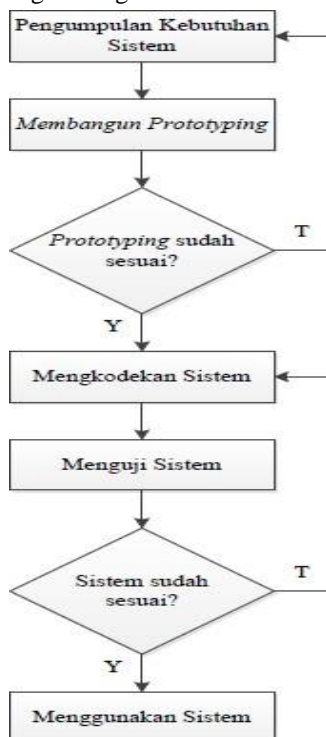 Pengumpulan Kebutuhan
Sistem
Membangun Prototyping
Prototyping sudah
sesuai?
T
Y
Mengkodekan Sistem
Menguji Sistem
Sistem sudah
sesuai?
T
Y
Menggunakan Sistem